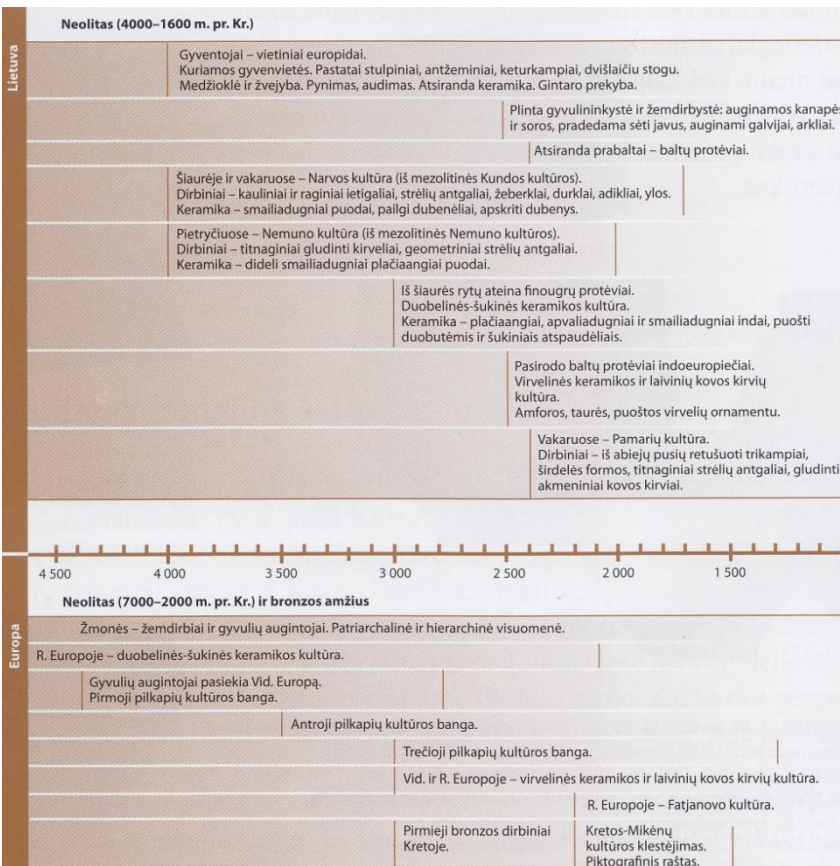 Lietuva
Neolitas (4000–1600 m. pr. Kr.)
Gyventojai – vietiniai europidai.
Kuriamos gyvenvietės. Pastatai stulpiniai, antžeminiai, keturkampiai, dvišlaičiu stogu.
Medžioklė ir žvejyba. Pynimas, audimas. Atsiranda keramika. Gintaro prekyba.
Plinta gyvulininkystė ir žemdirbystė: auginamos kanapės
ir soros, pradedama sėti javus, auginami galvijai, arkliai.
Atsiranda prabaltai – baltų protėviai.
Šiaurėje ir vakaruose – Narvos kultūra (iš mezolitinės Kundos kultūros).
Dirbiniai – kauliniai ir raginiai ietigaliai, strėlių antgaliai, žeberklai, durklai, adikliai, ylos.
Keramika – smailiadugniai puodai, pailgi dubenėliai, apskriti dubenys.
Pietryčiuose – Nemuno kultūra (iš mezolitinės Nemuno kultūros).
Dirbiniai – titnaginiai gludinti kirveliai, geometriniai strėlių antgaliai.
Keramika – dideli smailiadugniai plačiaangiai puodai.
Iš šiaurės rytų ateina finougrų protėviai.
Duobelinės-šukinės keramikos kultūra.
Keramika – plačiaangiai, apvaliadugniai ir smailiadugniai indai, puošti
duobutėmis ir šukiniais atspaudėliais.
Pasirodo baltų protėviai indoeuropiečiai.
Virvelinės keramikos ir laivinių kovos kirvių
kultūra.
Amforos, taurės, puoštos virvelių ornamentu.
Vakaruose – Pamarių kultūra.
Dirbiniai – iš abiejų pusių retušuoti trikampiai,
širdelės formos, titnaginiai strėlių antgaliai, gludinti
akmeniniai kovos kirviai.
4 500 4 000 3 500 3 000 2 500 2 000 1 500
Europa
Neolitas (7000–2000 m. pr. Kr.) ir bronzos amžius
Žmonės – žemdirbiai ir gyvulių augintojai. Patriarchalinė ir hierarchinė visuomenė.
R. Europoje – duobelinės-šukinės keramikos kultūra.
Gyvulių augintojai pasiekia Vid. Europą.
Pirmoji pilkapių kultūros banga.
Antroji pilkapių kultūros banga.
Trečioji pilkapių kultūros banga.
Vid. ir R. Europoje – virvelinės keramikos ir laivinių kovos kirvių kultūra.
R. Europoje – Fatjanovo kultūra.
Pirmieji bronzos dirbiniai
Kretoje.
Kretos-Mikėnų
kultūros klestėjimas.
Piktografinis raštas.